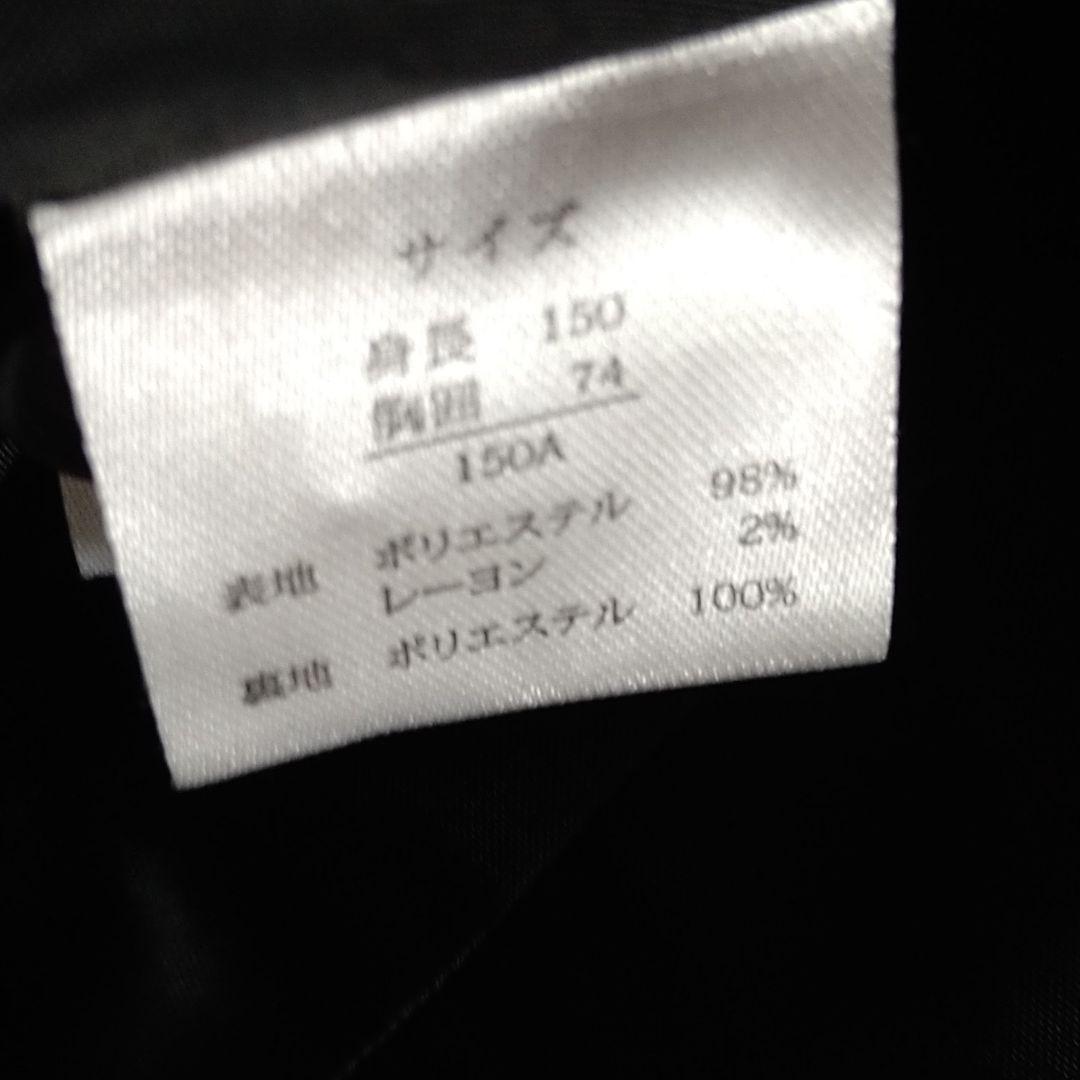 サイズ
身長 150
胸囲 74
150A
表地 ポリエステル 98%
レーヨン 2%
裏地 ポリエステル 100%